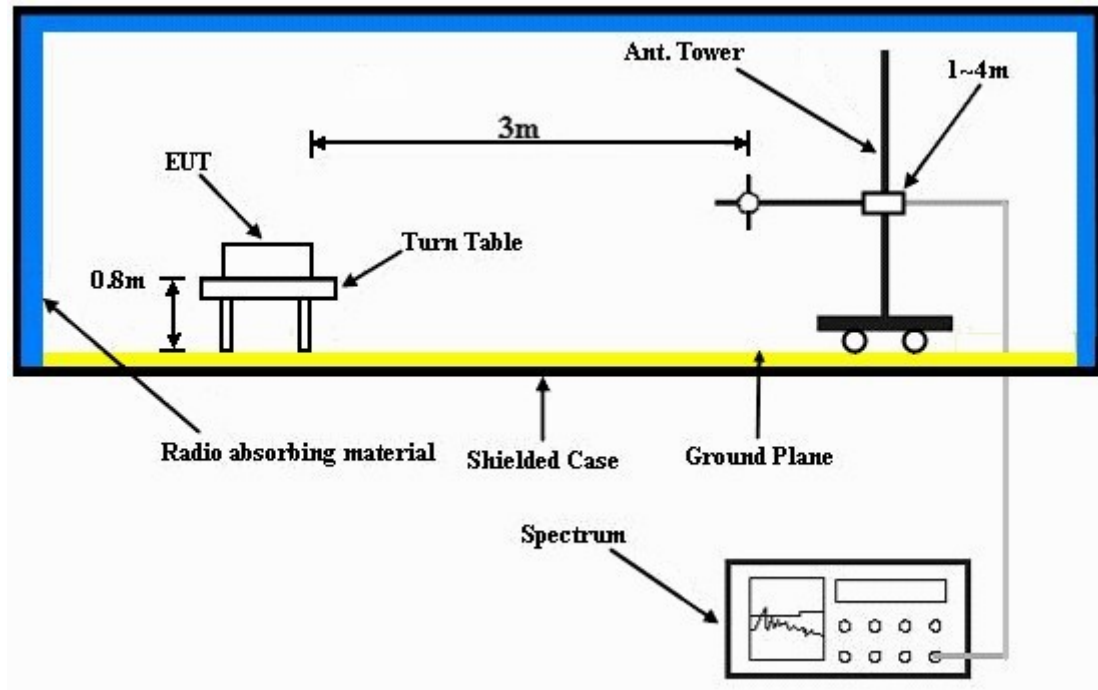 Ant. Tower
1~4m
3m
EUT
Turn Table
0.8m
Radio absorbing material
Shielded Case
Ground Plane
Spectrum